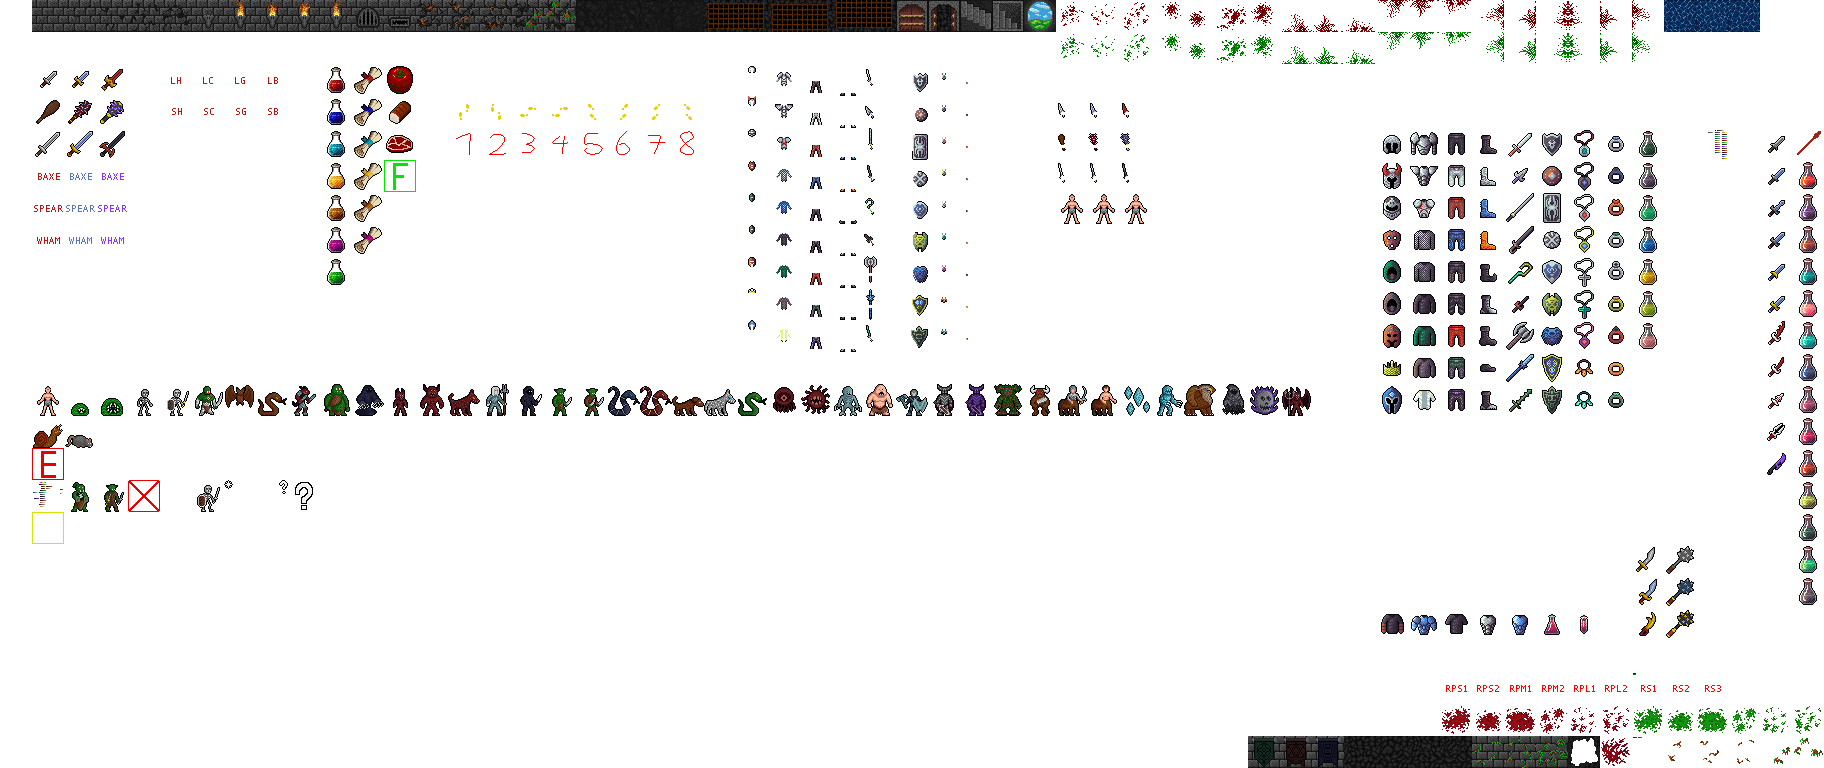 LH LC LG LB
SH SC SG SB
1 2 3 4 5 6 7 8
BAXE BAXE BAXE
F
SPEAR SPEAR SPEAR
WHAM WHAM WHAM
E
? ?
RPS1 RPS2 RPM1 RPM2 RPL1 RPL2 RS1 RS2 RS3